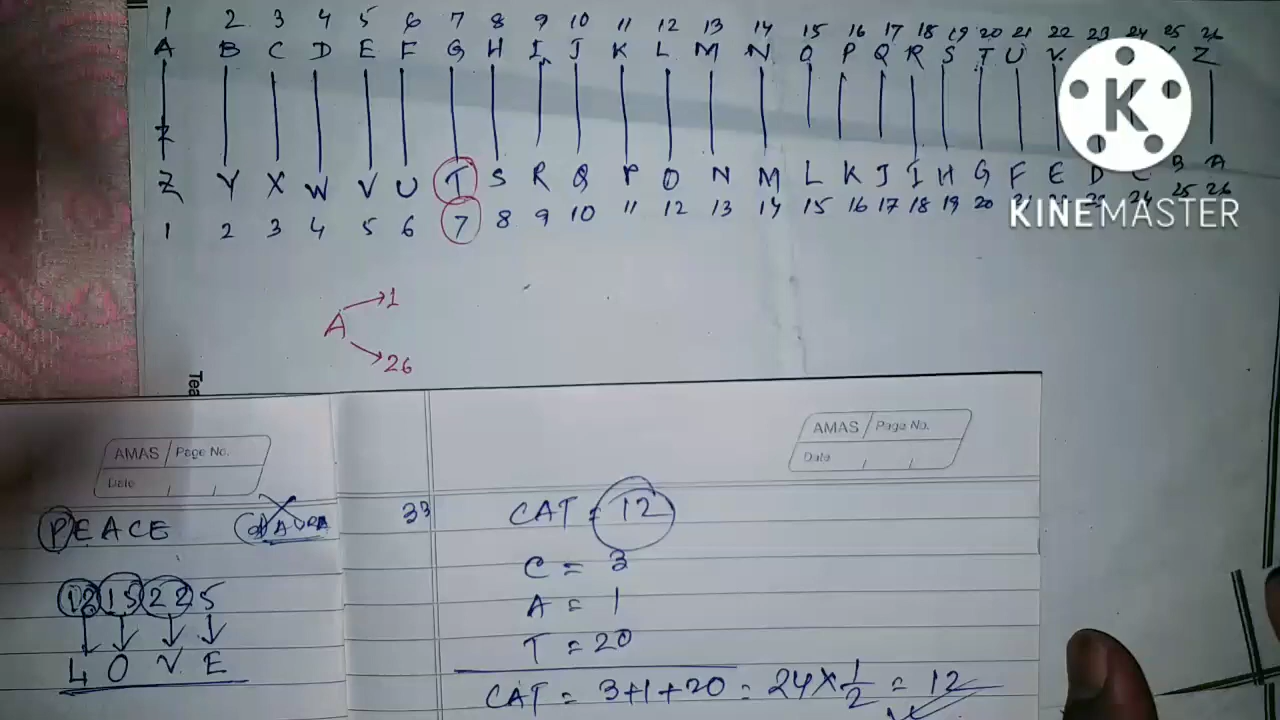 1 2 3 4 5 6 7 8 9 10 11 12 13 14 15 16 17 18 19 20 21 22 23 24 25 26
A B C D E F G H I J K L M N O P Q R S T U V Z
K
Z Y X W V U T S R Q P O N M L K J I H G F E D C B A
1 2 3 4 5 6 7 8 9 10 11 12 13 14 15 16 17 18 19 20 21 22 23 24 25 26
KINEMASTER
A → 1
→ 26
Tea
AMAS / Page No.
Date / /
AMAS / Page No.
Date / /
PEACE 33
CAT = 12
C = 3
A = 1
T = 20
12 15 22 5
L O V E
CAT = 3+1+20 = 24 × 1/2 = 12